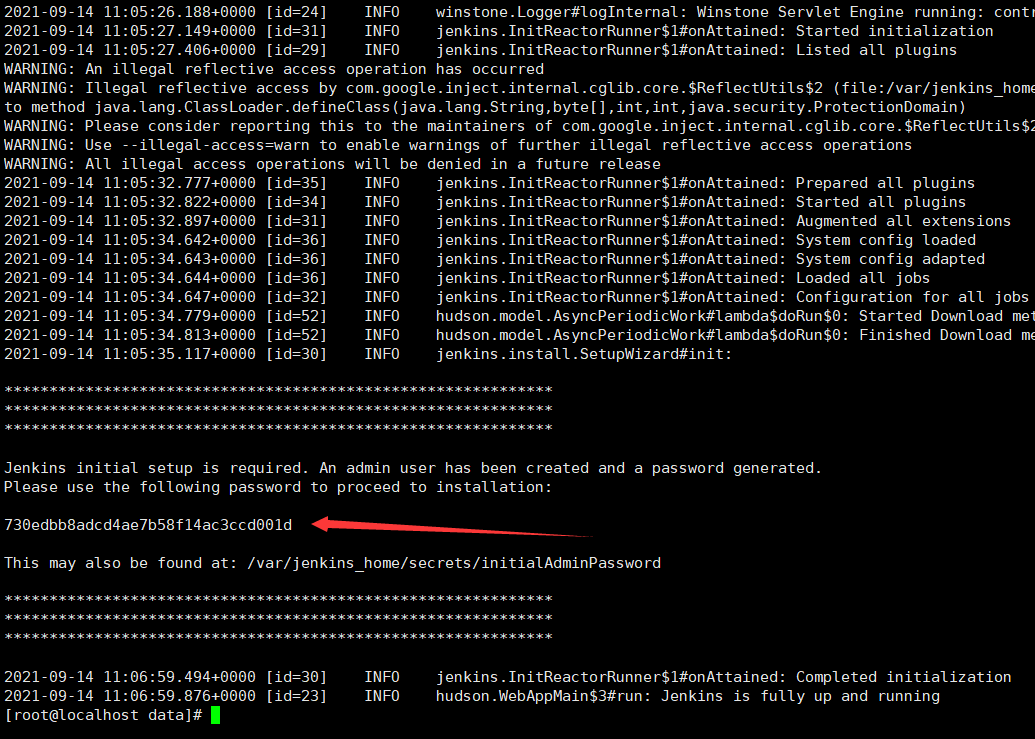 2021-09-14 11:05:26.188+0000 [id=24]    INFO    winstone.Logger#logInternal: Winstone Servlet Engine running: contr
2021-09-14 11:05:27.149+0000 [id=31]    INFO    jenkins.InitReactorRunner$1#onAttained: Started initialization
2021-09-14 11:05:27.406+0000 [id=29]    INFO    jenkins.InitReactorRunner$1#onAttained: Listed all plugins
WARNING: An illegal reflective access operation has occurred
WARNING: Illegal reflective access by com.google.inject.internal.cglib.core.$ReflectUtils$2 (file:/var/jenkins_home
to method java.lang.ClassLoader.defineClass(java.lang.String,byte[],int,int,java.security.ProtectionDomain)
WARNING: Please consider reporting this to the maintainers of com.google.inject.internal.cglib.core.$ReflectUtils$2
WARNING: Use --illegal-access=warn to enable warnings of further illegal reflective access operations
WARNING: All illegal access operations will be denied in a future release
2021-09-14 11:05:32.777+0000 [id=35]    INFO    jenkins.InitReactorRunner$1#onAttained: Prepared all plugins
2021-09-14 11:05:32.822+0000 [id=34]    INFO    jenkins.InitReactorRunner$1#onAttained: Started all plugins
2021-09-14 11:05:32.897+0000 [id=31]    INFO    jenkins.InitReactorRunner$1#onAttained: Augmented all extensions
2021-09-14 11:05:34.642+0000 [id=36]    INFO    jenkins.InitReactorRunner$1#onAttained: System config loaded
2021-09-14 11:05:34.643+0000 [id=36]    INFO    jenkins.InitReactorRunner$1#onAttained: System config adapted
2021-09-14 11:05:34.644+0000 [id=36]    INFO    jenkins.InitReactorRunner$1#onAttained: Loaded all jobs
2021-09-14 11:05:34.647+0000 [id=32]    INFO    jenkins.InitReactorRunner$1#onAttained: Configuration for all jobs
2021-09-14 11:05:34.779+0000 [id=52]    INFO    hudson.model.AsyncPeriodicWork#lambda$doRun$0: Started Download met
2021-09-14 11:05:34.813+0000 [id=52]    INFO    hudson.model.AsyncPeriodicWork#lambda$doRun$0: Finished Download me
2021-09-14 11:05:35.117+0000 [id=30]    INFO    jenkins.install.SetupWizard#init:
*************************************************************
*************************************************************
*************************************************************
Jenkins initial setup is required. An admin user has been created and a password generated.
Please use the following password to proceed to installation:
730edbb8adcd4ae7b58f14ac3ccd001d
This may also be found at: /var/jenkins_home/secrets/initialAdminPassword
*************************************************************
*************************************************************
*************************************************************
2021-09-14 11:06:59.494+0000 [id=30]    INFO    jenkins.InitReactorRunner$1#onAttained: Completed initialization
2021-09-14 11:06:59.876+0000 [id=23]    INFO    hudson.WebAppMain$3#run: Jenkins is fully up and running
[root@localhost data]#